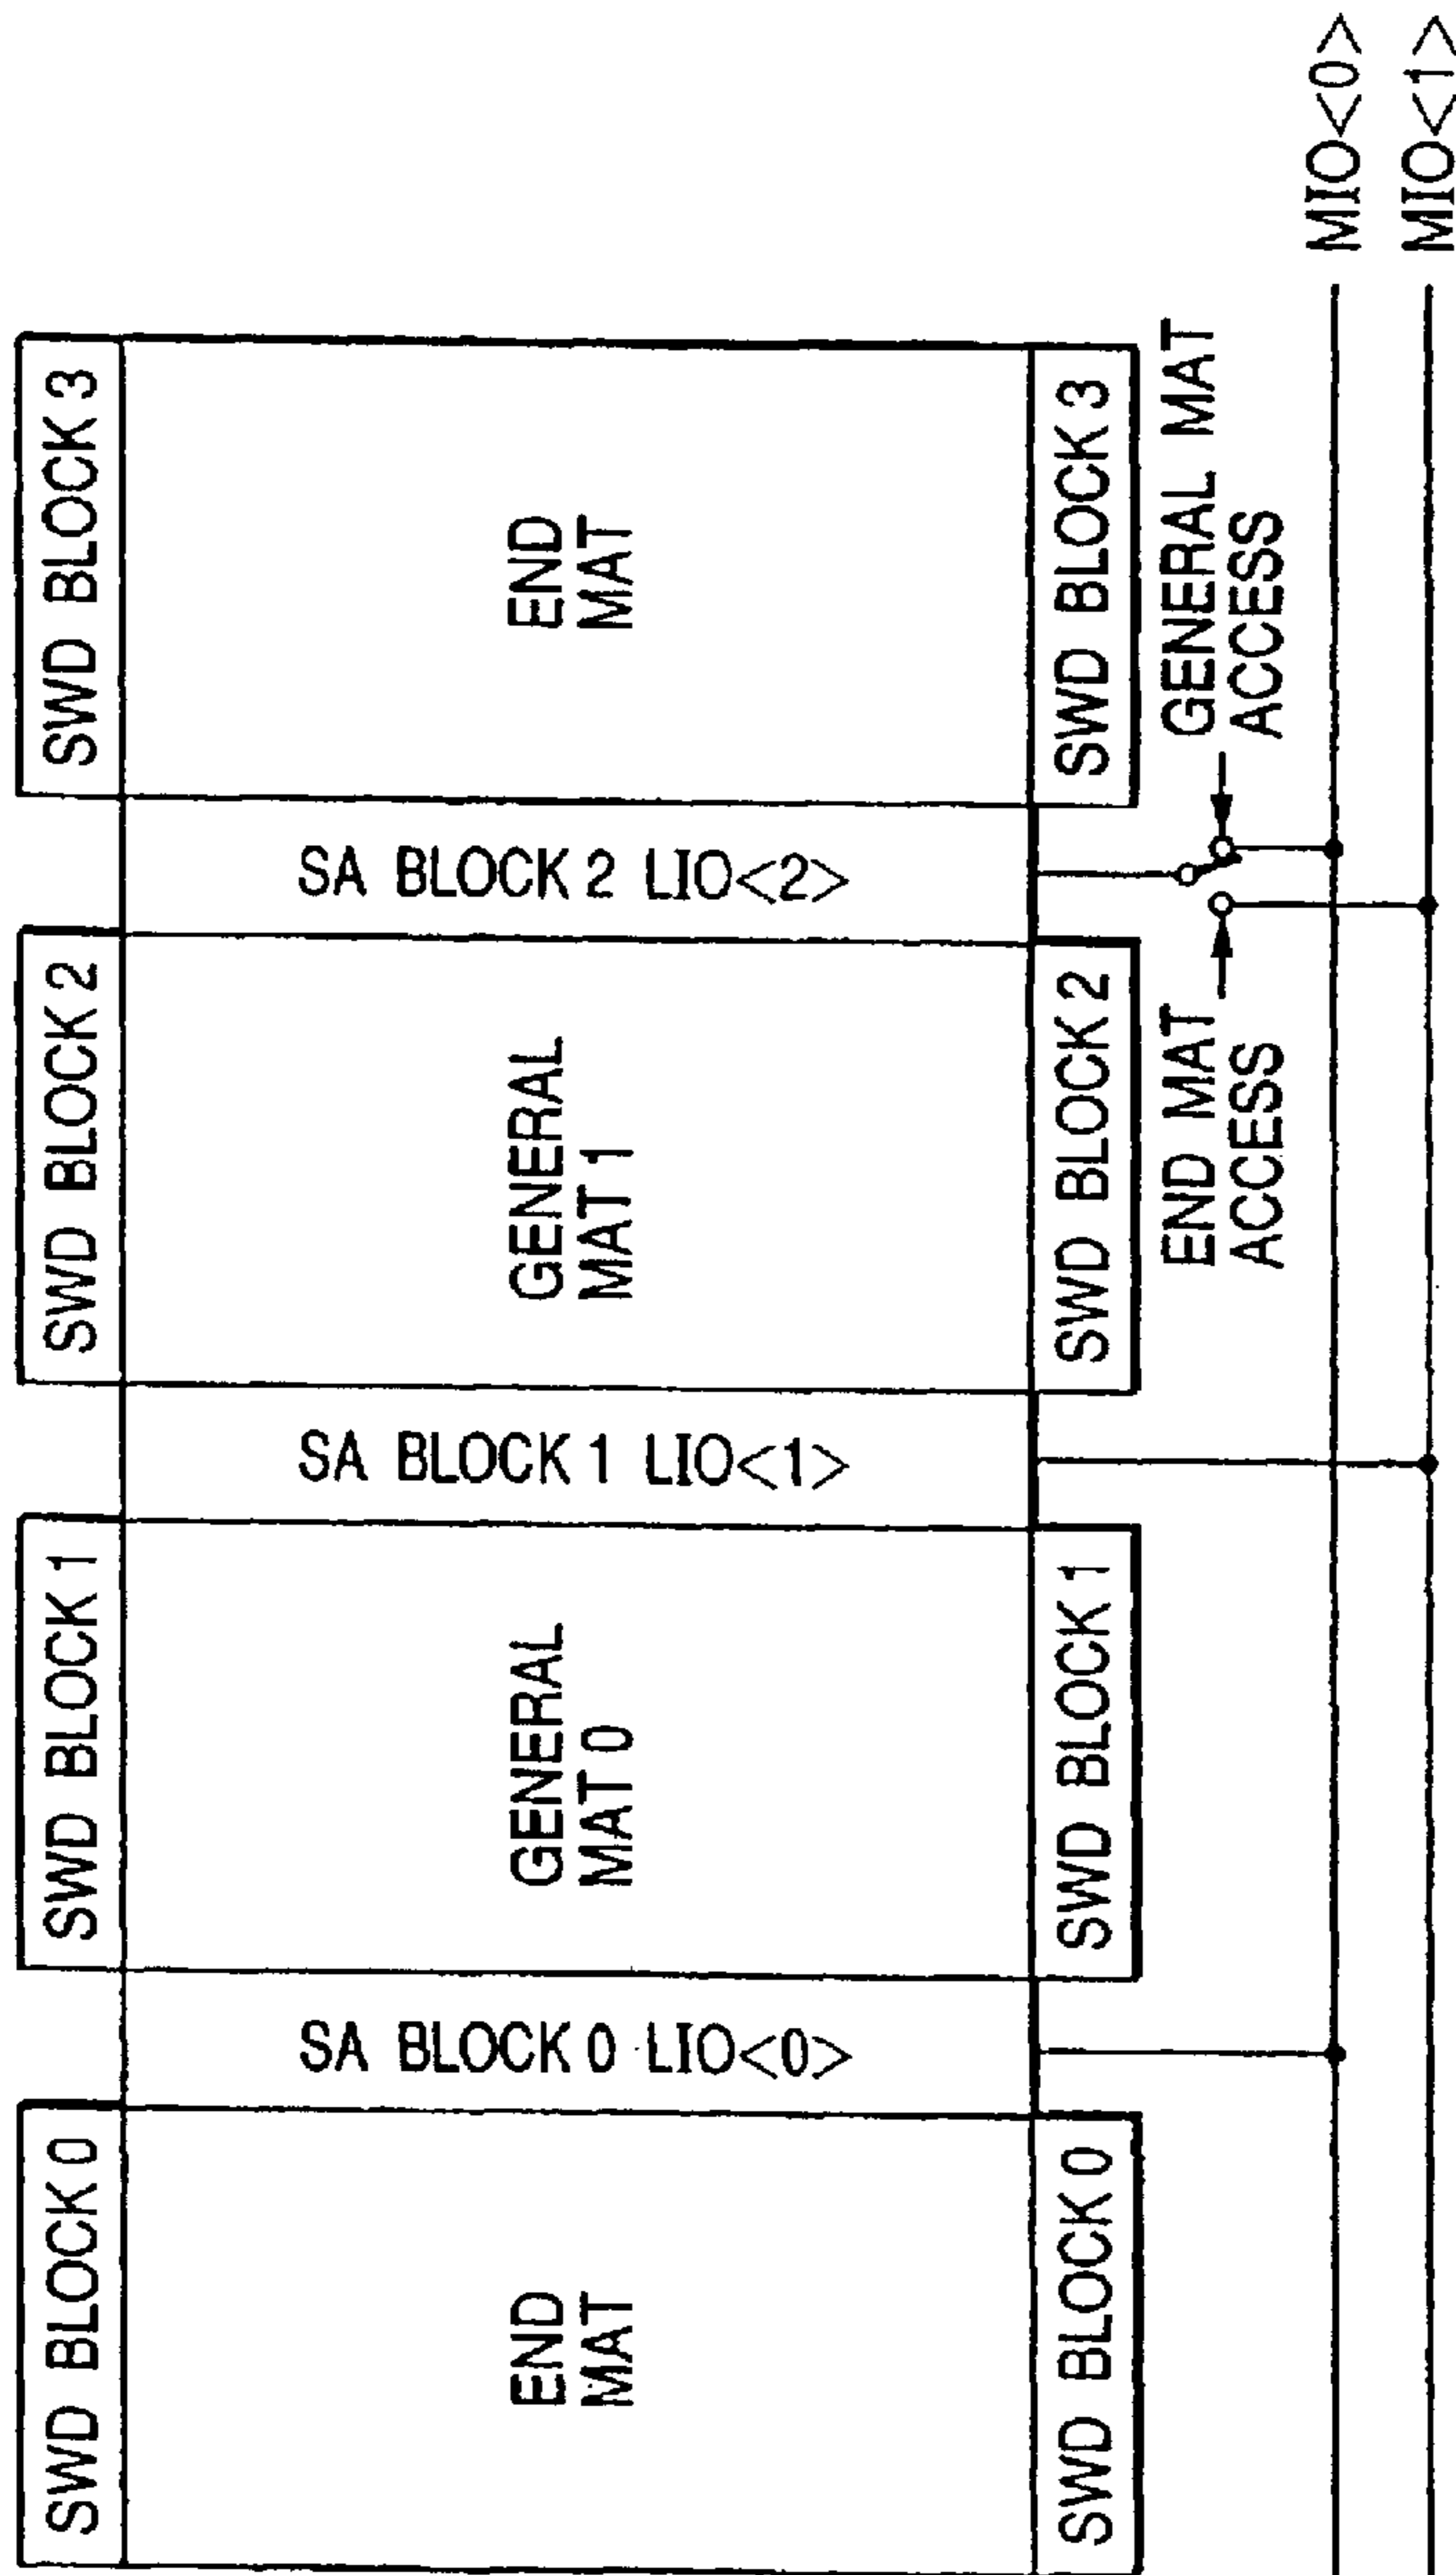 SWD BLOCK 0
SWD BLOCK 1
SWD BLOCK 2
SWD BLOCK 3
END
MAT
SA BLOCK 0 LIO<0>
GENERAL
MAT 0
SA BLOCK 1 LIO<1>
GENERAL
MAT 1
SA BLOCK 2 LIO<2>
END
MAT
SWD BLOCK 0
SWD BLOCK 1
SWD BLOCK 2
SWD BLOCK 3
END MAT
ACCESS
GENERAL MAT
ACCESS
MIO<0>
MIO<1>